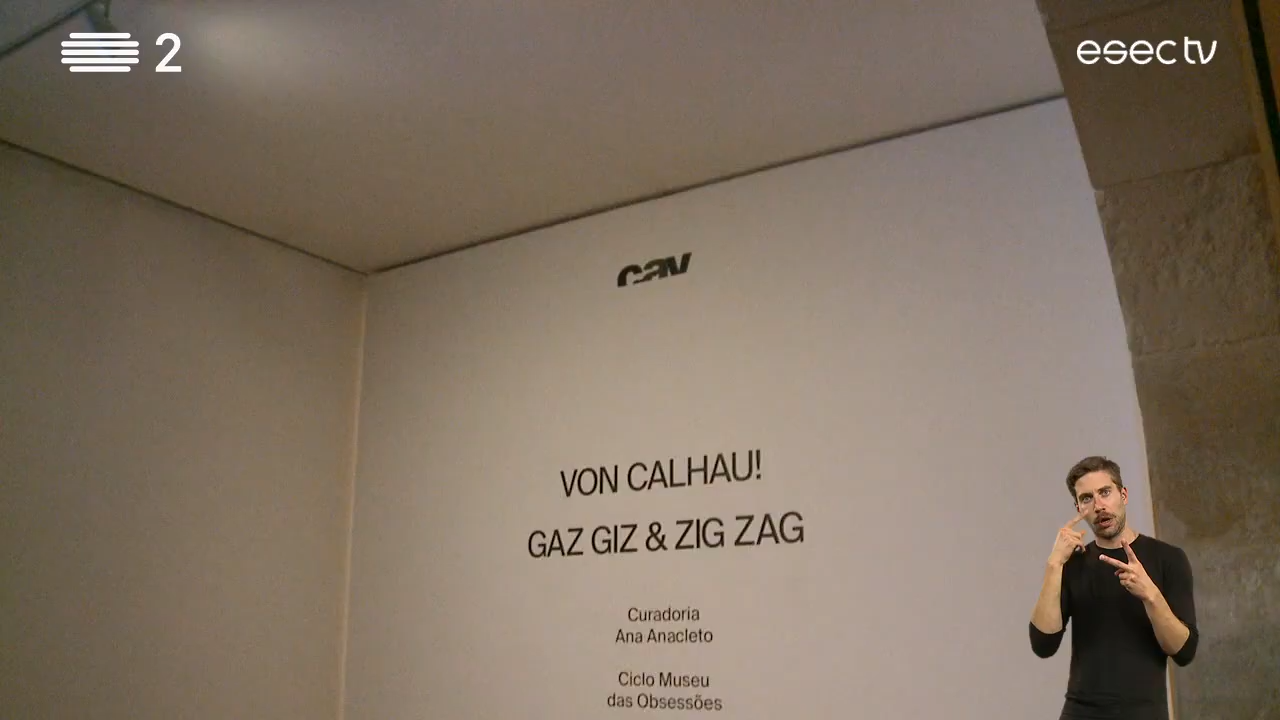 2
esec tv
cav
VON CALHAU!
GAZ GIZ & ZIG ZAG
Curadoria
Ana Anacleto
Ciclo Museu
das Obsessões